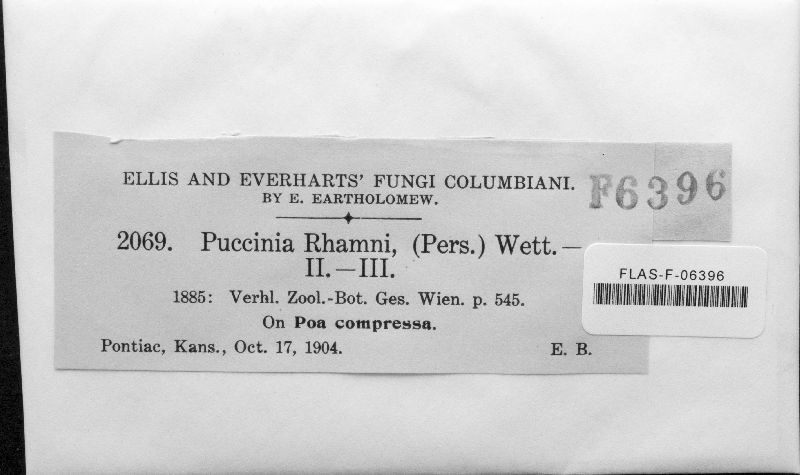 ELLIS AND EVERHARTS' FUNGI COLUMBIANI.
BY E. EARTHOLOMEW.
F6396
2069. Puccinia Rhamni, (Pers.) Wett.—
II.—III.
1885: Verhl. Zool.-Bot. Ges. Wien. p. 545.
On Poa compressa.
Pontiac, Kans., Oct. 17, 1904. E. B.
FLAS-F-06396